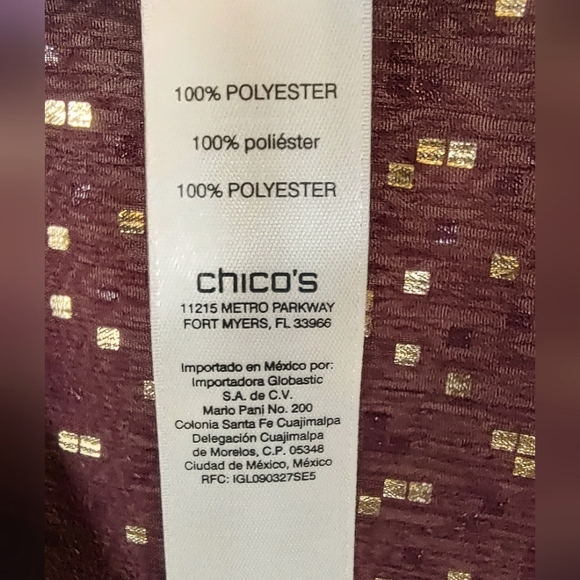 100% POLYESTER
100% poliéster
100% POLYESTER
chico's
11215 METRO PARKWAY
FORT MYERS, FL 33966
Importado en México por:
Importadora Globastic
S.A. de C.V.
Mario Pani No. 200
Colonia Santa Fe Cuajimalpa
Delegación Cuajimalpa
de Morelos, C.P. 05348
Ciudad de México, México
RFC: IGL090327SE5